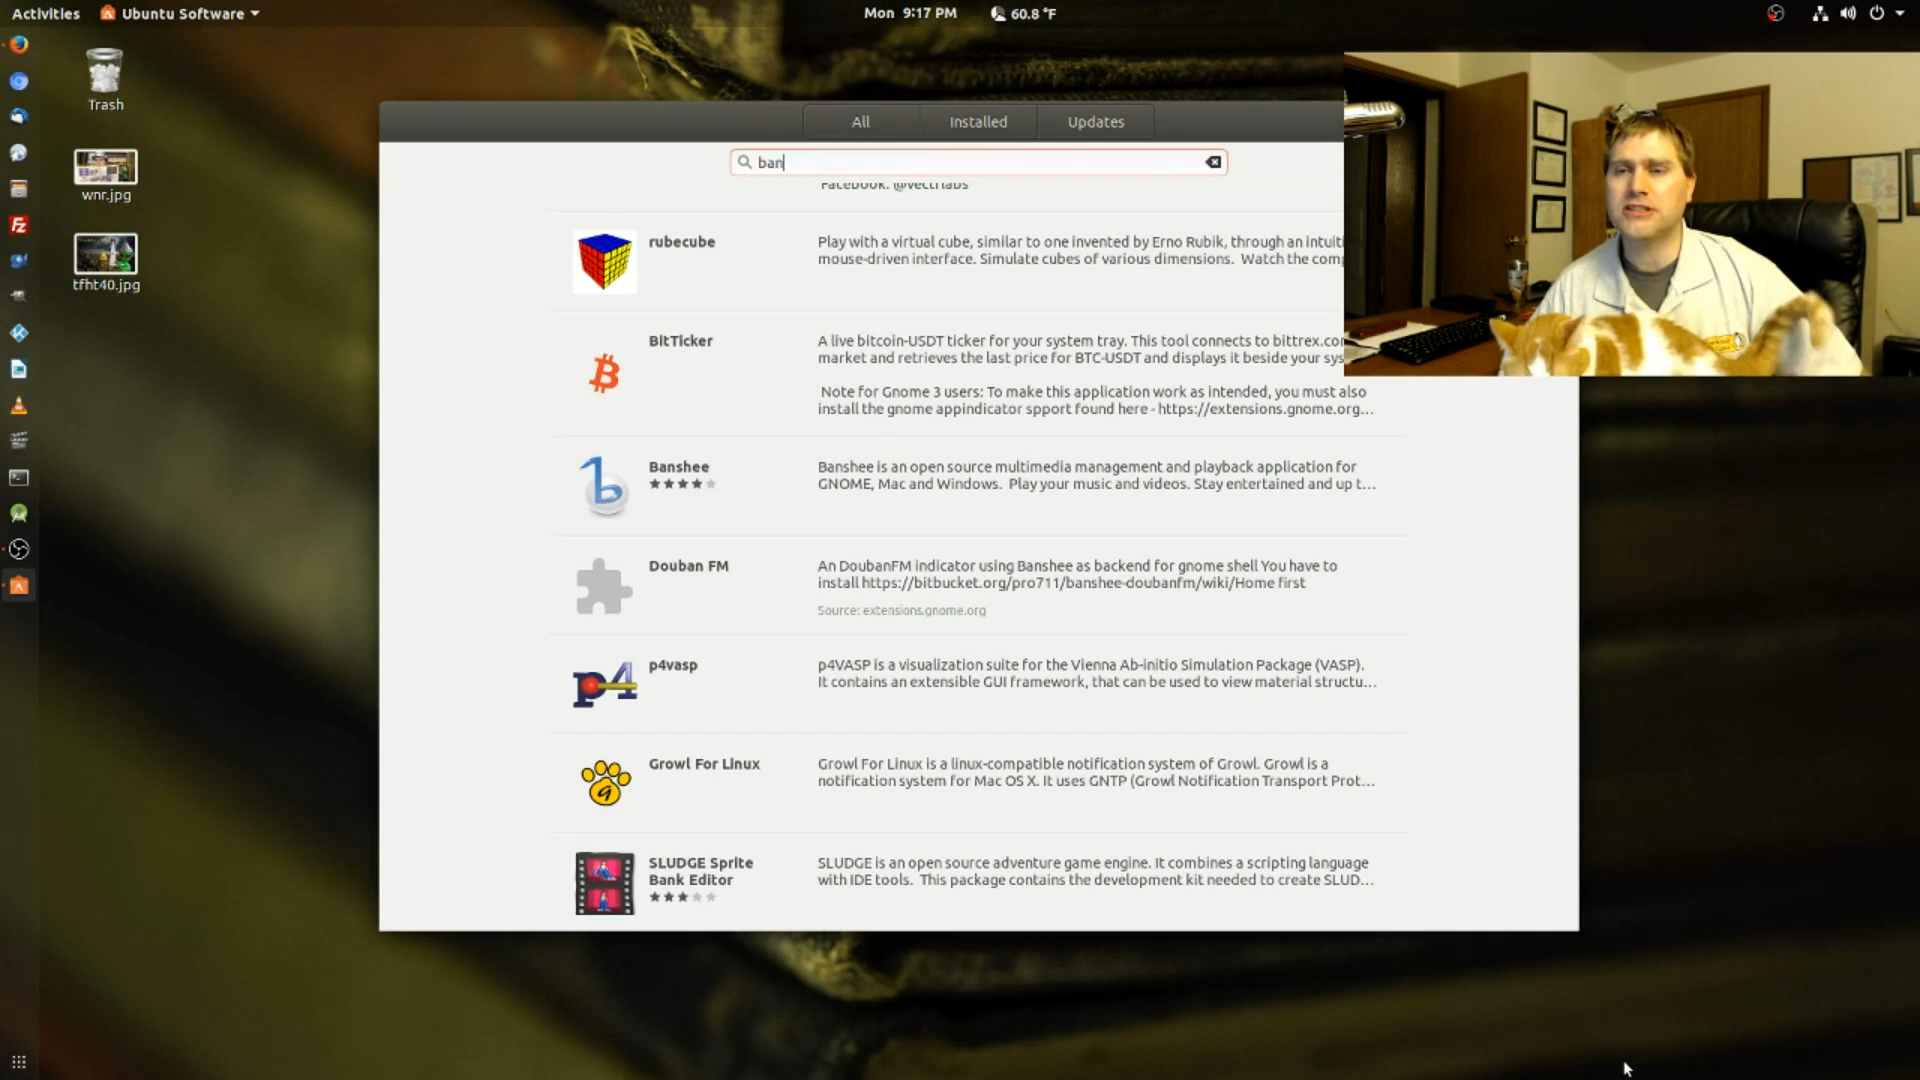 Activities
Ubuntu Software
Mon 9:17 PM
60.8 °F
Trash
wnr.jpg
tfht40.jpg
All
Installed
Updates
ban
Facebook: @vectrlabs
rubecube
Play with a virtual cube, similar to one invented by Erno Rubik, through an intuiti
mouse-driven interface. Simulate cubes of various dimensions. Watch the comp
BitTicker
A live bitcoin-USDT ticker for your system tray. This tool connects to bittrex.co
market and retrieves the last price for BTC-USDT and displays it beside your sys
Note for Gnome 3 users: To make this application work as intended, you must also
install the gnome appindicator spport found here - https://extensions.gnome.org...
Banshee
Banshee is an open source multimedia management and playback application for
GNOME, Mac and Windows. Play your music and videos. Stay entertained and up t...
Douban FM
An DoubanFM indicator using Banshee as backend for gnome shell You have to
install https://bitbucket.org/pro711/banshee-doubanfm/wiki/Home first
Source: extensions.gnome.org
p4vasp
p4
p4VASP is a visualization suite for the Vienna Ab-initio Simulation Package (VASP).
It contains an extensible GUI framework, that can be used to view material structu...
Growl For Linux
Growl For Linux is a linux-compatible notification system of Growl. Growl is a
notification system for Mac OS X. It uses GNTP (Growl Notification Transport Prot...
SLUDGE Sprite
Bank Editor
SLUDGE is an open source adventure game engine. It combines a scripting language
with IDE tools. This package contains the development kit needed to create SLUD...